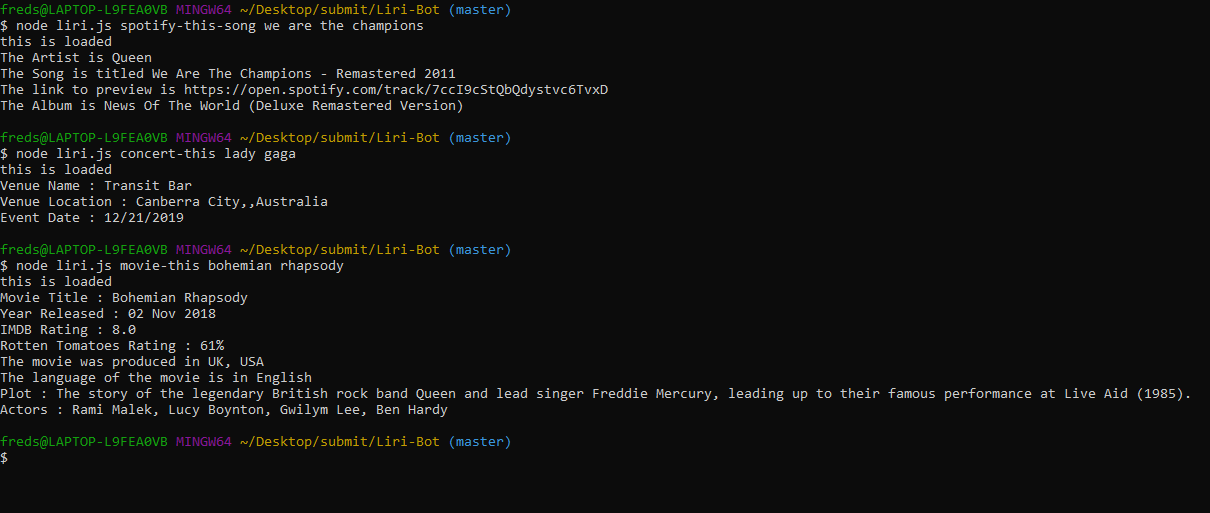 freds@LAPTOP-L9FEA0VB MINGW64 ~/Desktop/submit/Liri-Bot (master)
$ node liri.js spotify-this-song we are the champions
this is loaded
The Artist is Queen
The Song is titled We Are The Champions - Remastered 2011
The link to preview is https://open.spotify.com/track/7ccI9cStQbQdystvc6TvxD
The Album is News Of The World (Deluxe Remastered Version)
freds@LAPTOP-L9FEA0VB MINGW64 ~/Desktop/submit/Liri-Bot (master)
$ node liri.js concert-this lady gaga
this is loaded
Venue Name : Transit Bar
Venue Location : Canberra City,,Australia
Event Date : 12/21/2019
freds@LAPTOP-L9FEA0VB MINGW64 ~/Desktop/submit/Liri-Bot (master)
$ node liri.js movie-this bohemian rhapsody
this is loaded
Movie Title : Bohemian Rhapsody
Year Released : 02 Nov 2018
IMDB Rating : 8.0
Rotten Tomatoes Rating : 61%
The movie was produced in UK, USA
The language of the movie is in English
Plot : The story of the legendary British rock band Queen and lead singer Freddie Mercury, leading up to their famous performance at Live Aid (1985).
Actors : Rami Malek, Lucy Boynton, Gwilym Lee, Ben Hardy
freds@LAPTOP-L9FEA0VB MINGW64 ~/Desktop/submit/Liri-Bot (master)
$